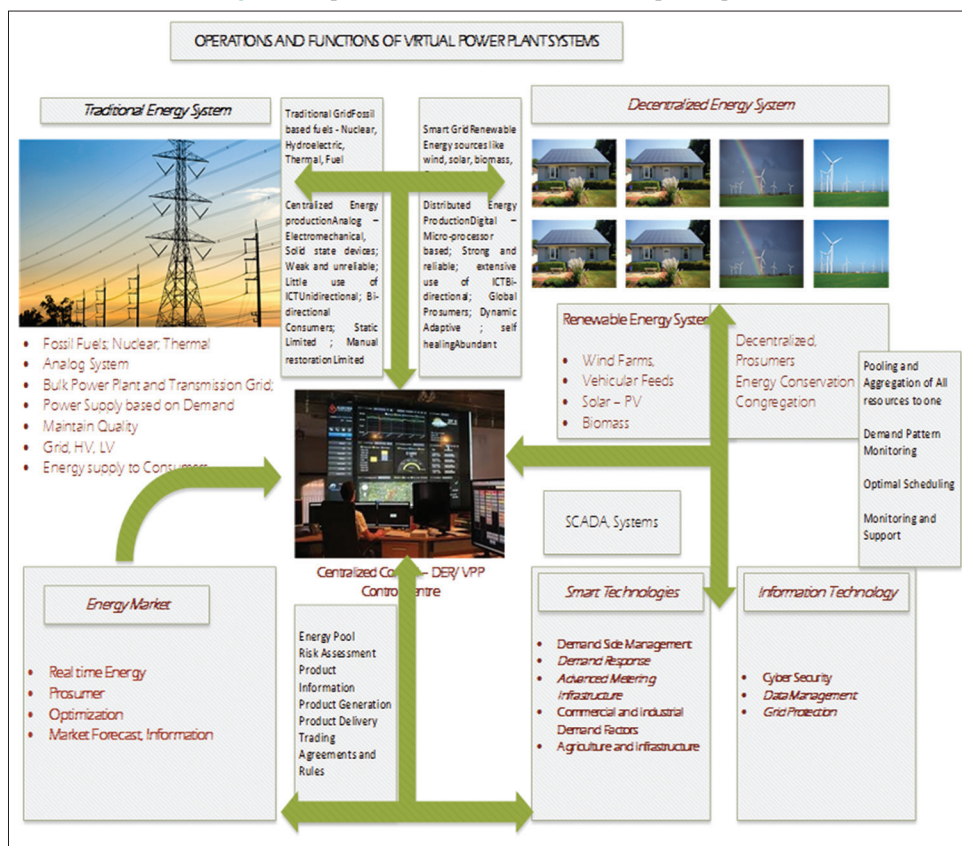 OPERATIONS AND FUNCTIONS OF VIRTUAL POWER PLANT SYSTEMS
Traditional Energy System
• Fossil Fuels; Nuclear; Thermal
• Analog System
• Bulk Power Plant and Transmission Grid;
• Power Supply based on Demand
• Maintain Quality
• Grid, HV, LV
• Energy supply to Consumers
Traditional GridFossil
based fuels - Nuclear,
Hydroelectric,
Thermal, Fuel
Centralized Energy
productionAnalog –
Electromechanical,
Solid state devices;
Weak and unreliable;
Little use of
ICTUnidirectional; Bi-
directional
Consumers; Static
Limited ; Manual
restorationLimited
Smart GridRenewable
Energy sources like
wind, solar, biomass,
Distributed Energy
ProductionDigital –
Micro-processor
based; Strong and
reliable; extensive
use of ICTBi-
directional; Global
Prosumers; Dynamic
Adaptive ; self
healingAbundant
Decentralized Energy System
Renewable Energy System
• Wind Farms,
• Vehicular Feeds
• Solar – PV
• Biomass
Decentralized,
Prosumers
Energy Conservation
Congregation
Pooling and
Aggregation of All
resources to one
Demand Pattern
Monitoring
Optimal Scheduling
Monitoring and
Support
SCADA, Systems
Centralized – DER/ VPP
Energy Market
• Real time Energy
• Prosumer
• Optimization
• Market Forecast, Information
Energy Pool
Risk Assessment
Product
Information
Product Generation
Product Delivery
Trading
Agreements and
Rules
Smart Technologies
• Demand Side Management
• Demand Response
• Advanced Metering
Infrastructure
• Commercial and Industrial
Demand Factors
• Agriculture and Infrastructure
Information Technology
• Cyber Security
• Data Management
• Grid Protection